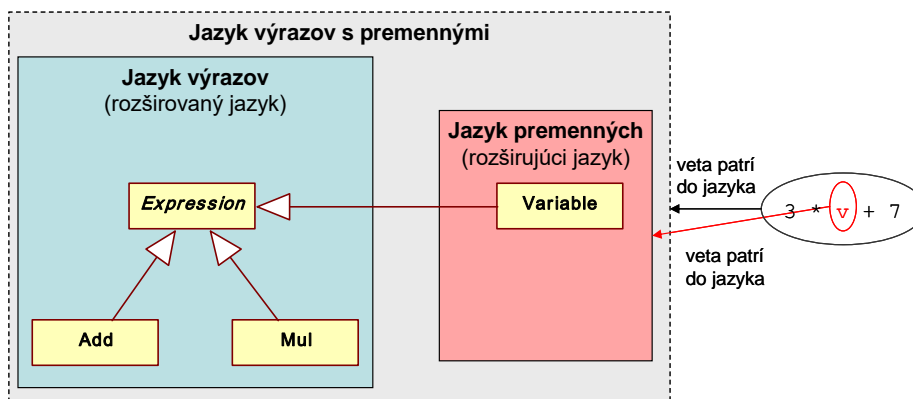 Jazyk výrazov s premennými
Jazyk výrazov
(rozširovaný jazyk)
Jazyk premenných
(rozširujúci jazyk)
Expression
Variable
Add
Mul
veta patrí
do jazyka
3 * v + 7
veta patrí
do jazyka